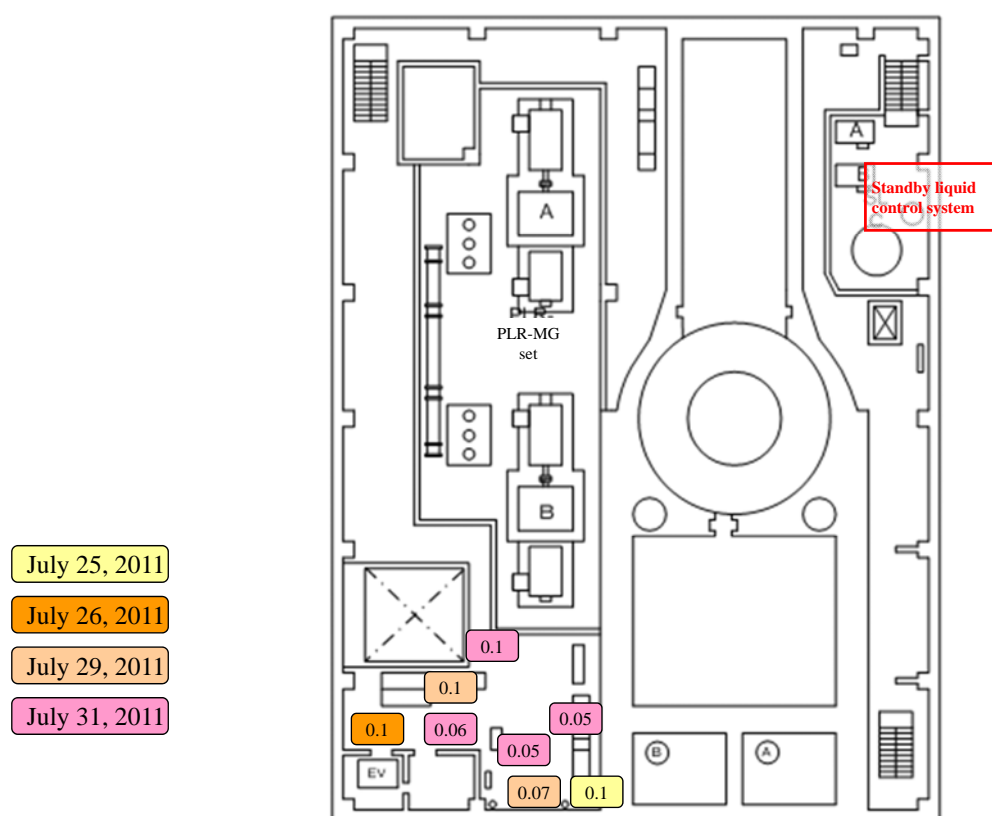 A
Standby liquid
control system
A
PLR-MG
set
B
July 25, 2011
July 26, 2011
July 29, 2011
July 31, 2011
0.1
0.1
0.05
0.1
0.06
0.05
B
A
EV
0.07
0.1